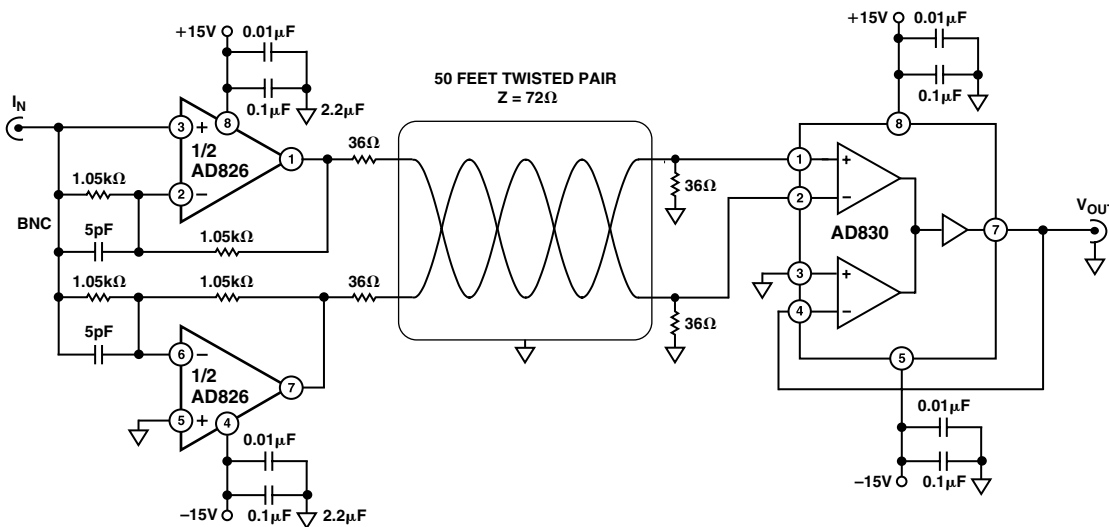 +15V
0.01µF
0.1µF
2.2µF
I_N
3
+
8
1/2
AD826
1
36Ω
1.05kΩ
2
–
BNC
5pF
1.05kΩ
1.05kΩ
1.05kΩ
36Ω
5pF
6
–
1/2
AD826
7
5
+
4
0.01µF
–15V
0.1µF
2.2µF
50 FEET TWISTED PAIR
Z = 72Ω
36Ω
36Ω
+15V
0.01µF
0.1µF
8
1
+
2
–
AD830
7
V_OUT
3
+
4
–
5
0.01µF
–15V
0.1µF